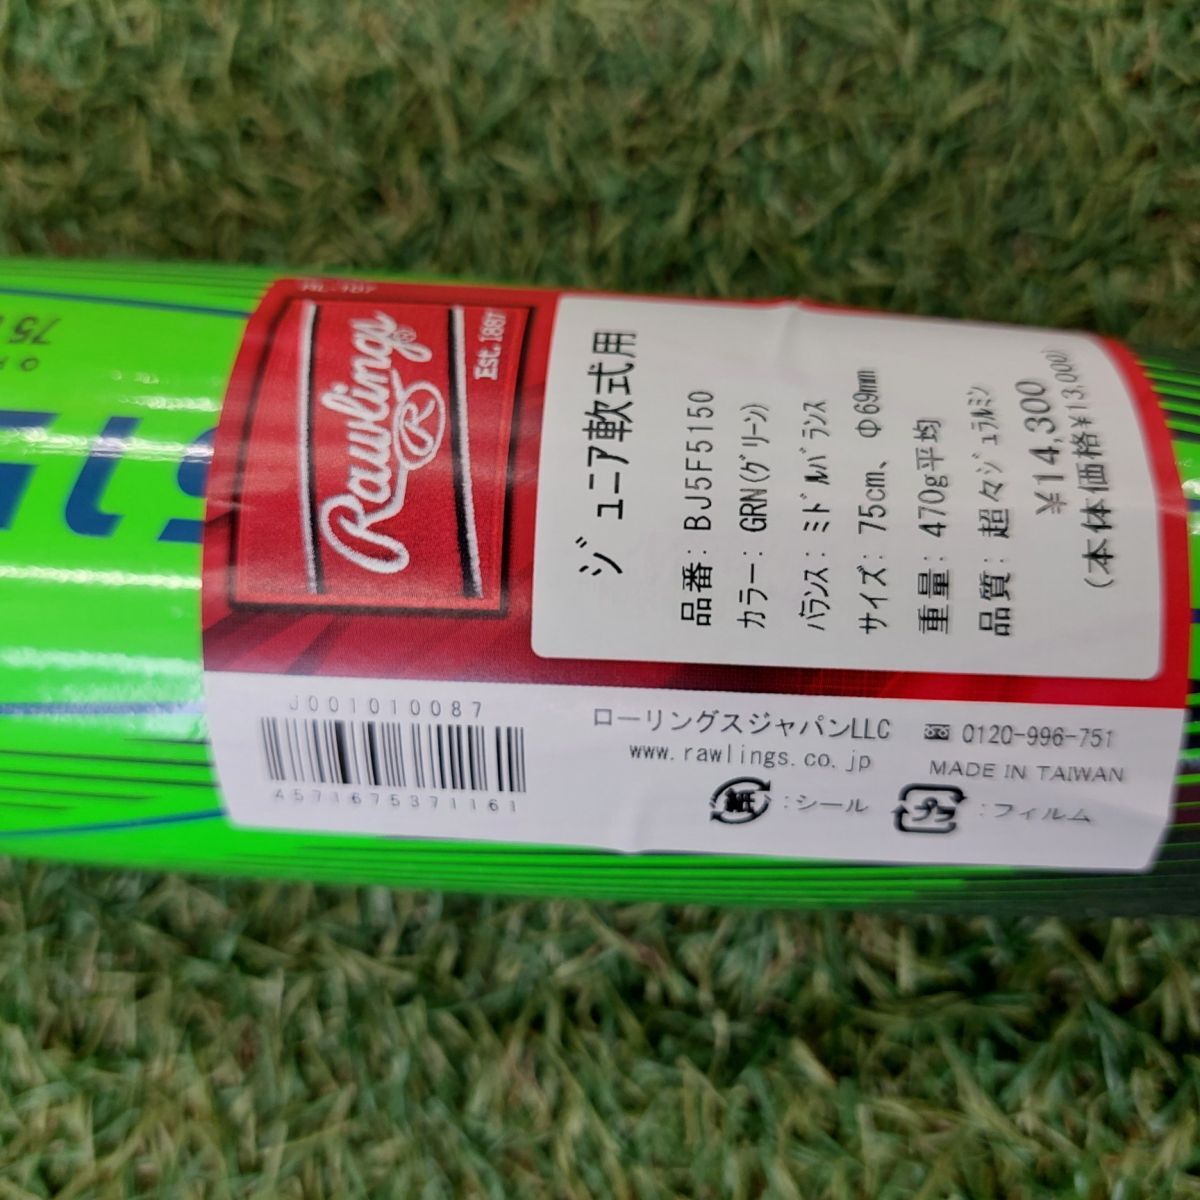 Rawlings®
R
Est. 1887
ジュニア軟式用
品番：BJ5F5150
カラー：GRN(ｸﾞﾘｰﾝ)
ﾊﾞﾗﾝｽ：ﾐﾄﾞﾙﾊﾞﾗﾝｽ
サイズ：75cm、Φ69mm
重量：470g平均
品質：超々ｼﾞｭﾗﾙﾐﾝ
¥14,300
(本体価格¥13,000)
J001010087
4571675371161
ローリングスジャパンLLC
0120-996-751
www.rawlings.co.jp
MADE IN TAIWAN
紙：シール
プラ：フィルム
75